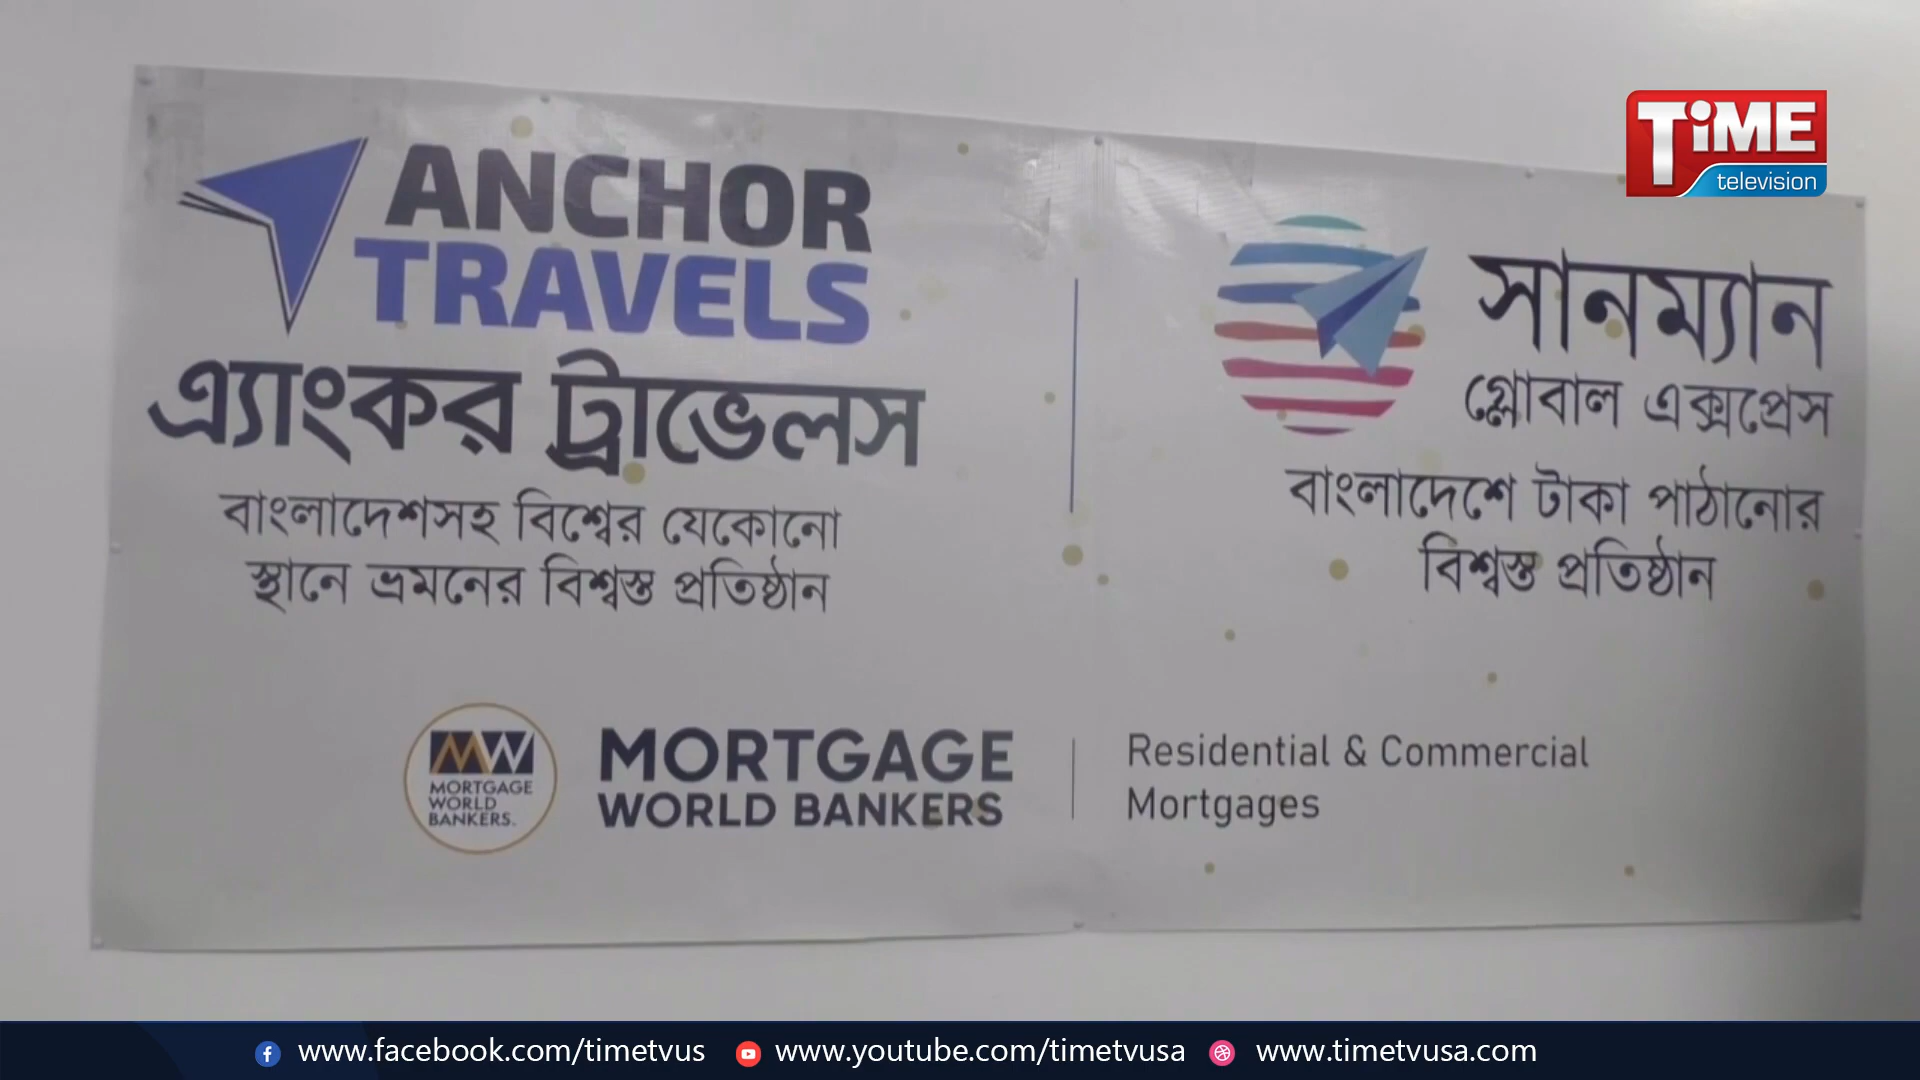 TiME
television
ANCHOR
TRAVELS
এ্যাংকর ট্রাভেলস
বাংলাদেশসহ বিশ্বের যেকোনো
স্থানে ভ্রমনের বিশ্বস্ত প্রতিষ্ঠান
সানম্যান
গ্লোবাল এক্সপ্রেস
বাংলাদেশে টাকা পাঠানোর
বিশ্বস্ত প্রতিষ্ঠান
MW
MORTGAGE
WORLD
BANKERS.
MORTGAGE
WORLD BANKERS
Residential & Commercial
Mortgages
www.facebook.com/timetvus www.youtube.com/timetvusa www.timetvusa.com